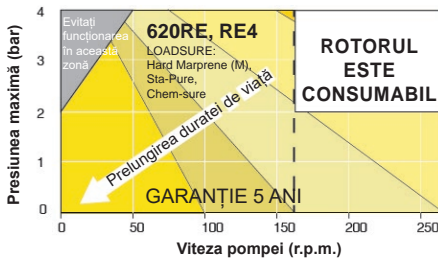 Presiunea maximă (bar)
4
3
2
1
0
Evitați
funcționarea
în această
zonă
620RE, RE4
LOADSURE:
Hard Marprene (M),
Sta-Pure,
Chem-sure
ROTORUL
ESTE
CONSUMABIL
Prelungirea duratei de viață
GARANȚIE 5 ANI
0
50
100
150
200
250
Viteza pompei (r.p.m.)